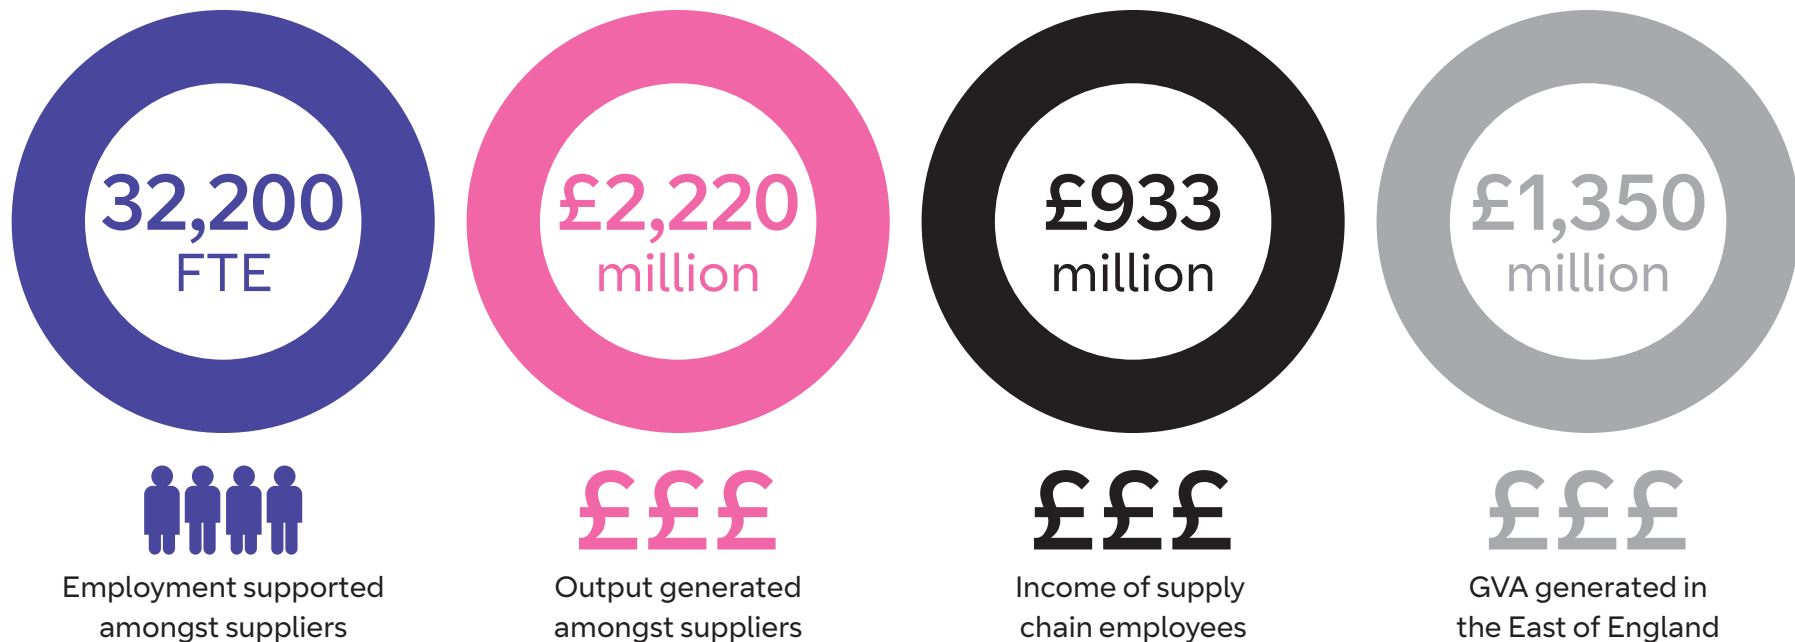 32,200
FTE
£2,220
million
£933
million
£1,350
million
£££
£££
£££
Employment supported
amongst suppliers
Output generated
amongst suppliers
Income of supply
chain employees
GVA generated in
the East of England